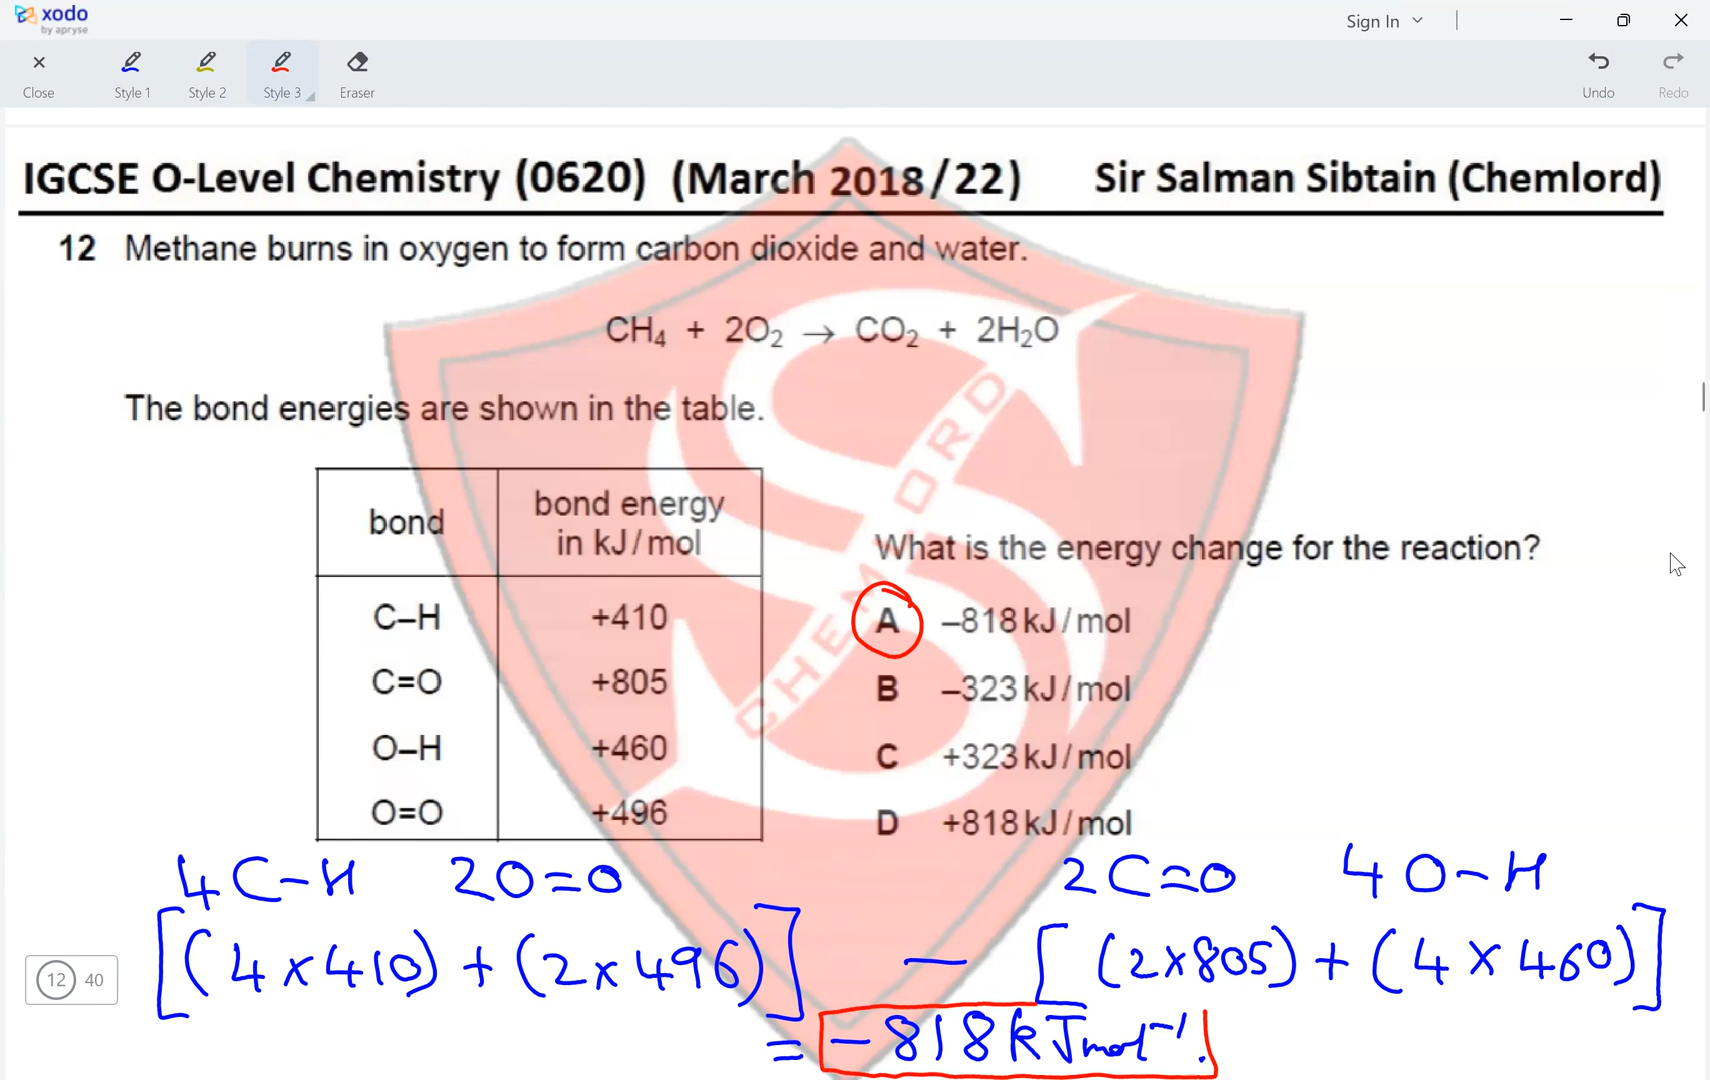 xodo
by apryse
Sign In
Close
Style 1
Style 2
Style 3
Eraser
Undo
Redo
IGCSE O-Level Chemistry (0620) (March 2018/22) Sir Salman Sibtain (Chemlord)
12 Methane burns in oxygen to form carbon dioxide and water.
CH₄ + 2O₂ → CO₂ + 2H₂O
The bond energies are shown in the table.
bond
bond energy
in kJ/mol
C–H +410
C=O +805
O–H +460
O=O +496
What is the energy change for the reaction?
A –818 kJ/mol
B –323 kJ/mol
C +323 kJ/mol
D +818 kJ/mol
CHEMLORD
4 C–H 2O=O 2C=O 4 O–H
[(4×410) + (2×496)] – [(2×805) + (4×460)]
= –818 kJmol⁻¹.
12 40